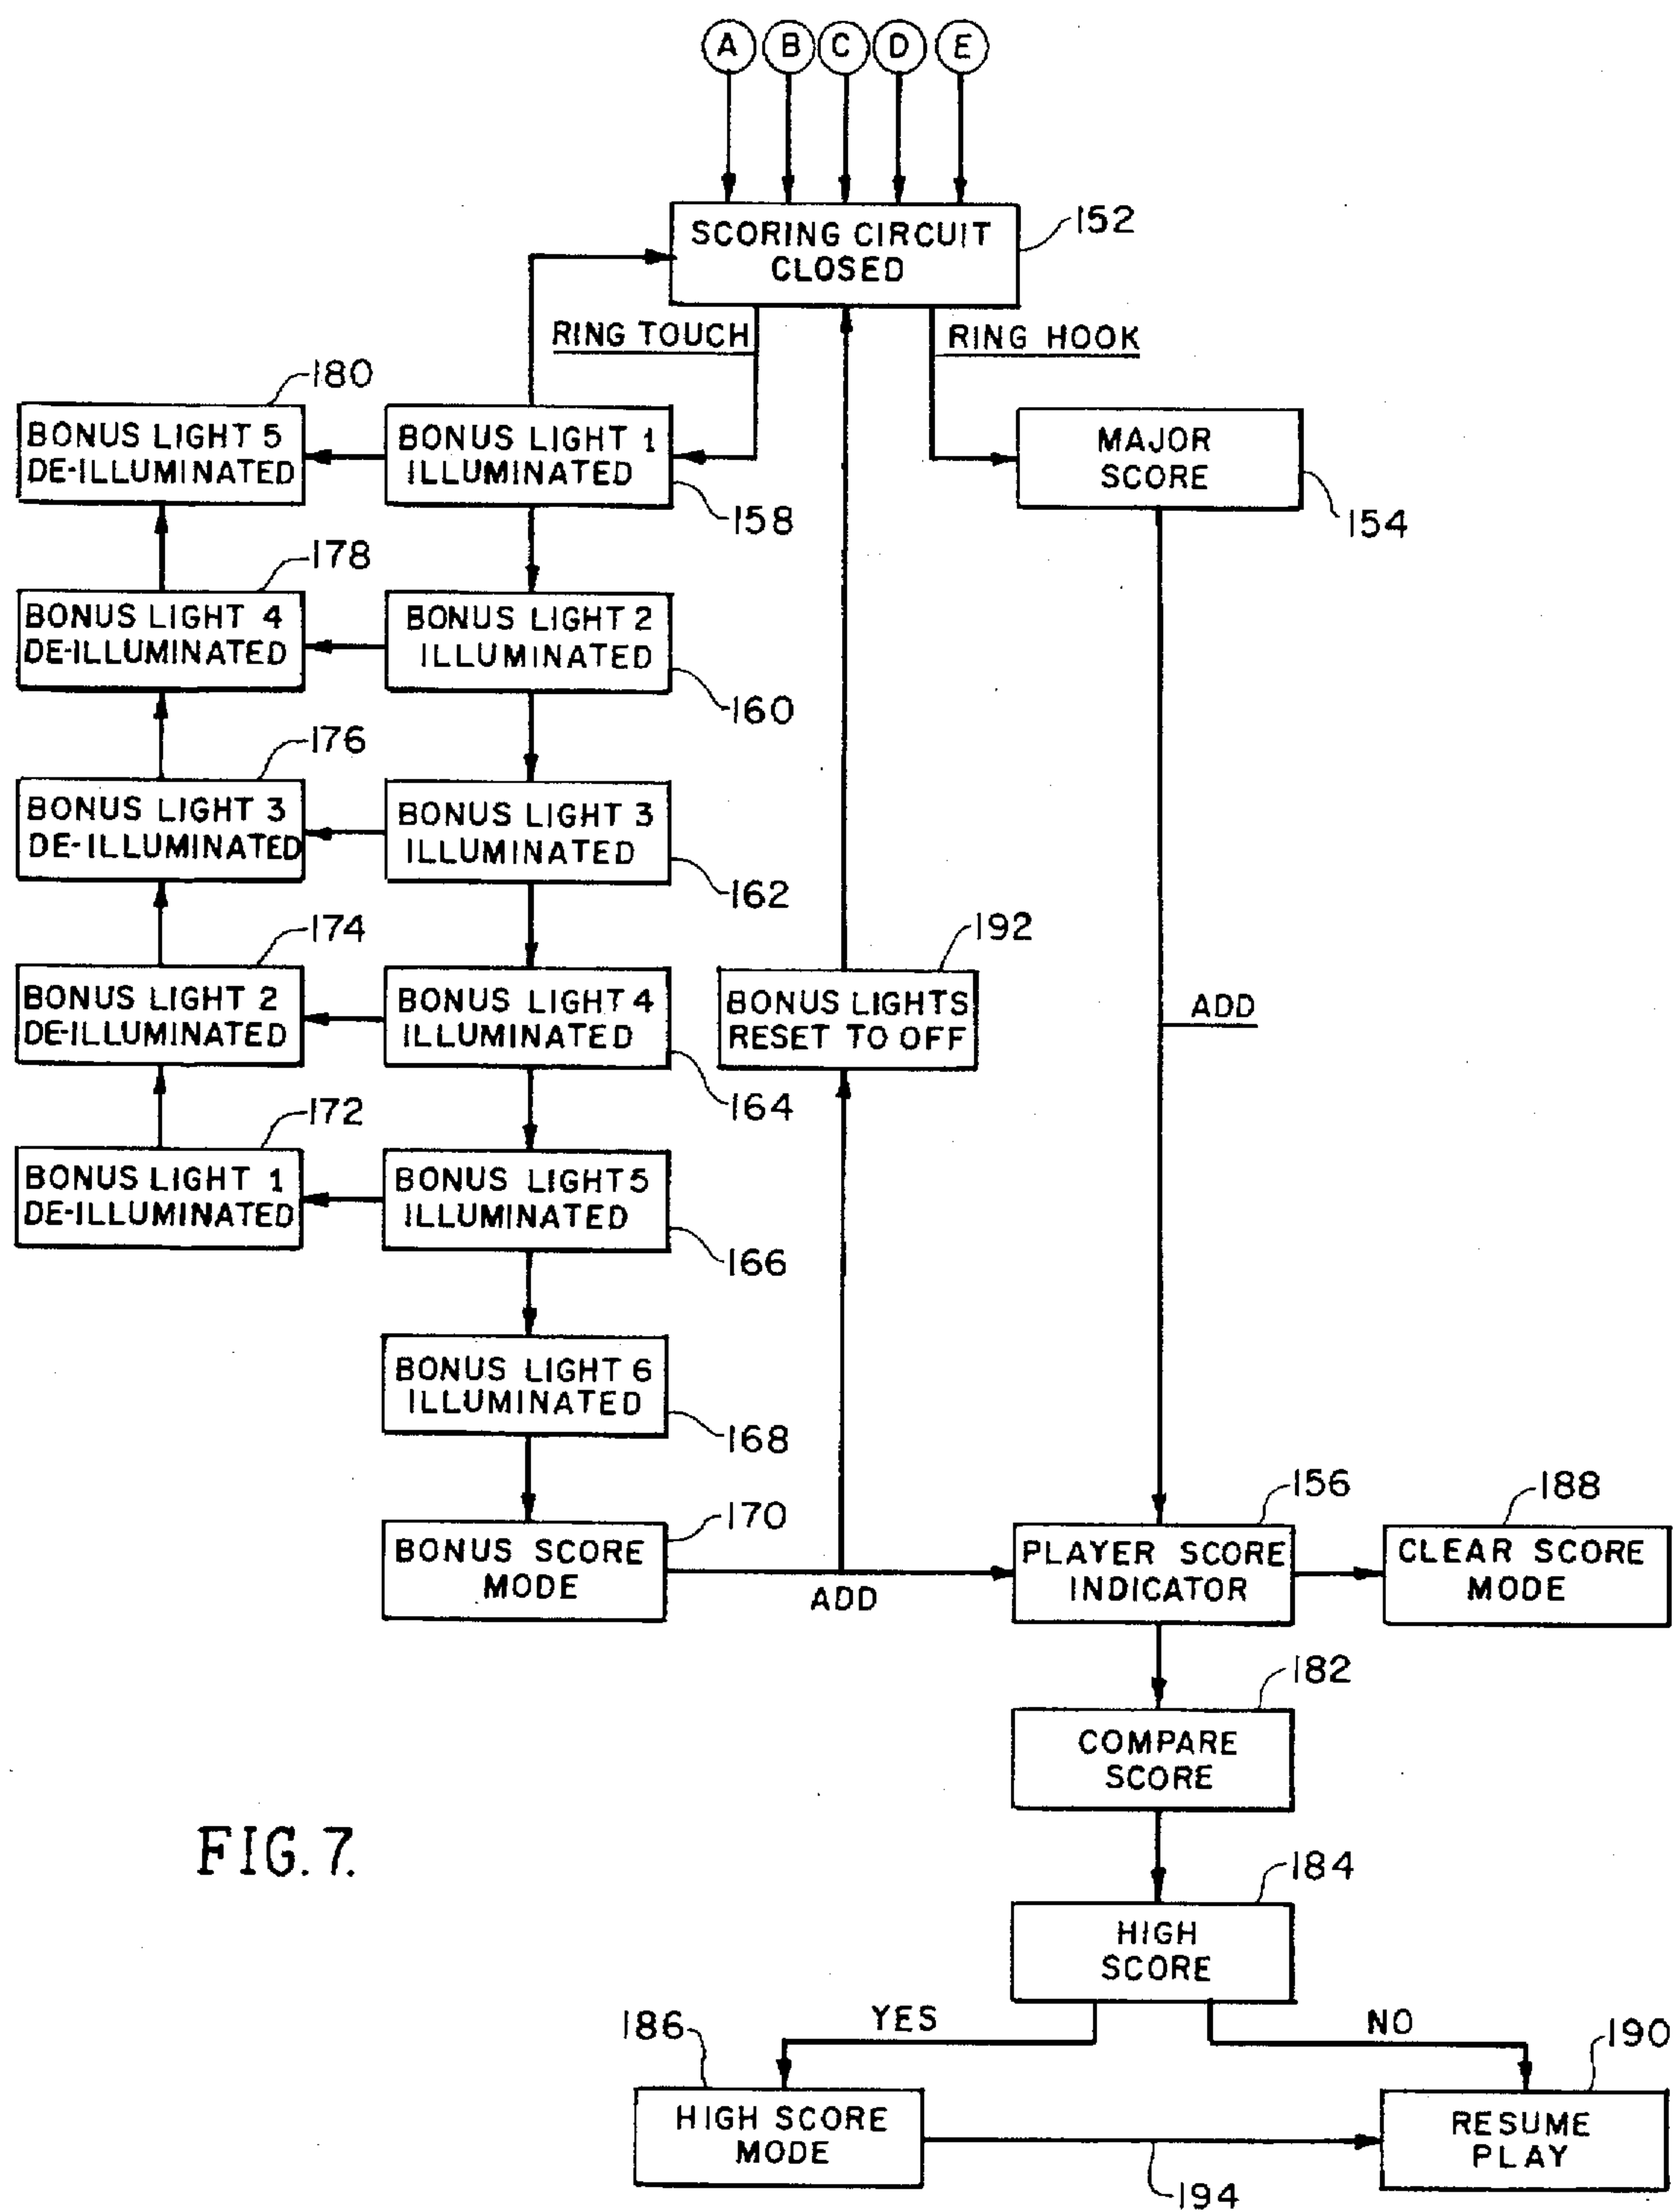 A B C D E
SCORING CIRCUIT
CLOSED
152
RING TOUCH
RING HOOK
180
BONUS LIGHT 5
DE-ILLUMINATED
BONUS LIGHT 1
ILLUMINATED
158
MAJOR
SCORE
154
178
BONUS LIGHT 4
DE-ILLUMINATED
BONUS LIGHT 2
ILLUMINATED
160
176
BONUS LIGHT 3
DE-ILLUMINATED
BONUS LIGHT 3
ILLUMINATED
162
174
BONUS LIGHT 2
DE-ILLUMINATED
BONUS LIGHT 4
ILLUMINATED
164
192
BONUS LIGHTS
RESET TO OFF
ADD
172
BONUS LIGHT 1
DE-ILLUMINATED
BONUS LIGHT 5
ILLUMINATED
166
BONUS LIGHT 6
ILLUMINATED
168
BONUS SCORE
MODE
170
ADD
PLAYER SCORE
INDICATOR
156
CLEAR SCORE
MODE
188
182
COMPARE
SCORE
184
HIGH
SCORE
YES
NO
186
HIGH SCORE
MODE
190
RESUME
PLAY
194
FIG. 7.